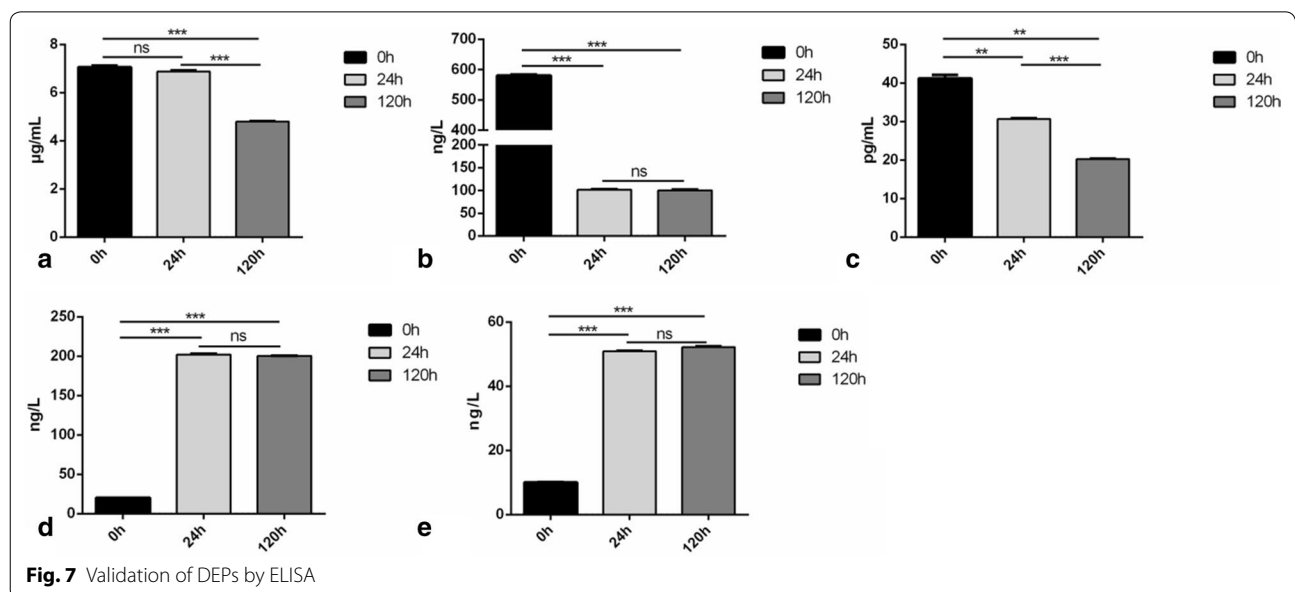 *** 
ns ***
8
6
4
2
0
µg/mL
0h
24h
120h
0h
24h
120h
a
***
***
ns
700
600
500
400
200
150
100
50
0
ng/L
0h
24h
120h
0h
24h
120h
b
**
** ***
50
40
30
20
10
0
pg/mL
0h
24h
120h
0h
24h
120h
c
***
***
ns
250
200
150
100
50
0
ng/L
0h
24h
120h
0h
24h
120h
d
***
***
ns
60
40
20
0
ng/L
0h
24h
120h
0h
24h
120h
e
Fig. 7 Validation of DEPs by ELISA